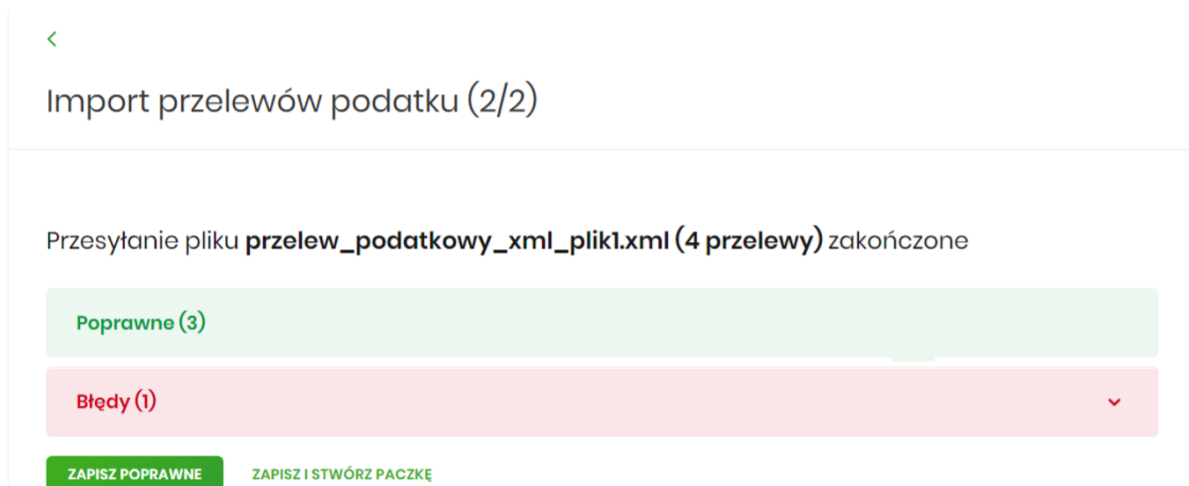 Import przelewów podatku (2/2)
Przesyłanie pliku przelew_podatkowy_xml_plik1.xml (4 przelewy) zakończone
Poprawne (3)
Błędy (1)
ZAPISZ POPRAWNE ZAPISZ I STWÓRZ PACZKĘ